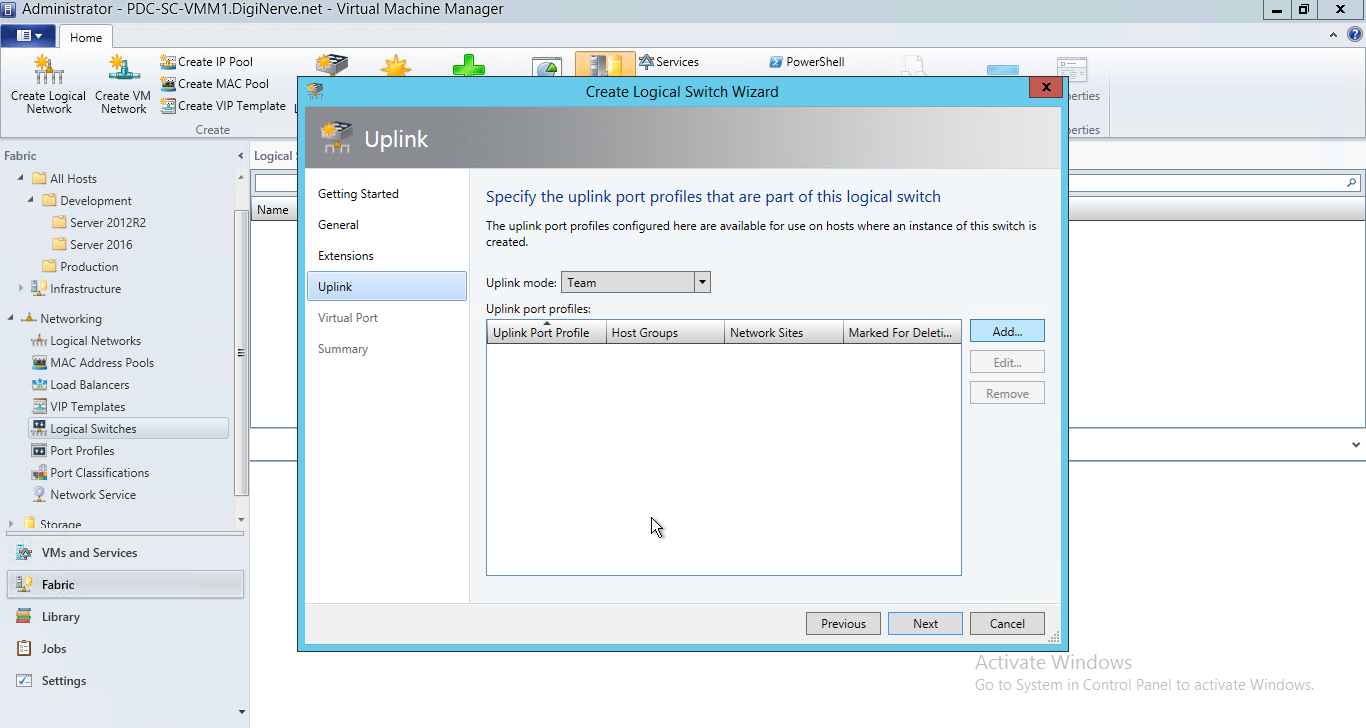 Administrator - PDC-SC-VMM1.DigiNerve.net - Virtual Machine Manager
Home
Create Logical Network
Create VM Network
Create IP Pool
Create MAC Pool
Create VIP Template
Create
Services
PowerShell
Fabric
Logical
Name
All Hosts
Development
Server 2012R2
Server 2016
Production
Infrastructure
Networking
Logical Networks
MAC Address Pools
Load Balancers
VIP Templates
Logical Switches
Port Profiles
Port Classifications
Network Service
Storage
VMs and Services
Fabric
Library
Jobs
Settings
Create Logical Switch Wizard
X
Uplink
Getting Started
General
Extensions
Uplink
Virtual Port
Summary
Specify the uplink port profiles that are part of this logical switch
The uplink port profiles configured here are available for use on hosts where an instance of this switch is
created.
Uplink mode: Team
Uplink port profiles:
Uplink Port Profile Host Groups Network Sites Marked For Deleti...
Add...
Edit...
Remove
Previous Next Cancel
Activate Windows
Go to System in Control Panel to activate Windows.